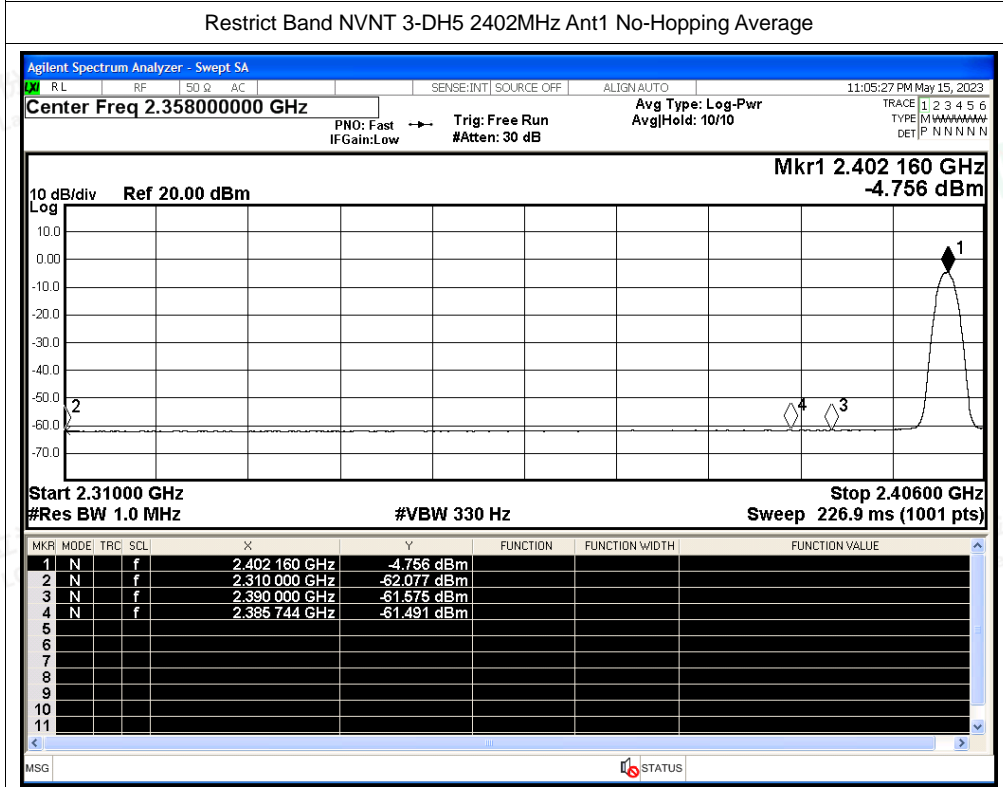 Restrict Band NVNT 3-DH5 2402MHz Ant1 No-Hopping Average
Agilent Spectrum Analyzer - Swept SA
LXI RL RF 50 Ω AC SENSE:INT SOURCE OFF ALIGN AUTO 11:05:27 PM May 15, 2023
Center Freq 2.358000000 GHz Avg Type: Log-Pwr TRACE 1 2 3 4 5 6
PNO: Fast Trig: Free Run Avg|Hold: 10/10 TYPE M WWWWW
IFGain:Low #Atten: 30 dB DET P N N N N N
Mkr1 2.402 160 GHz
-4.756 dBm
10 dB/div Ref 20.00 dBm
Log
10.0
0.00
-10.0
-20.0
-30.0
-40.0
-50.0
-60.0
-70.0
1
2
4
3
Start 2.31000 GHz Stop 2.40600 GHz
#Res BW 1.0 MHz #VBW 330 Hz Sweep 226.9 ms (1001 pts)
MKR MODE TRC SCL X Y FUNCTION FUNCTION WIDTH FUNCTION VALUE
1 N f 2.402 160 GHz -4.756 dBm
2 N f 2.310 000 GHz -62.077 dBm
3 N f 2.390 000 GHz -61.575 dBm
4 N f 2.385 744 GHz -61.491 dBm
5
6
7
8
9
10
11
MSG STATUS